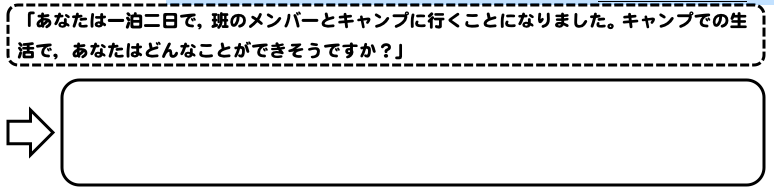 「あなたは一泊二日で，班のメンバーとキャンプに行くことになりました。キャンプでの生
活で，あなたはどんなことができそうですか？」